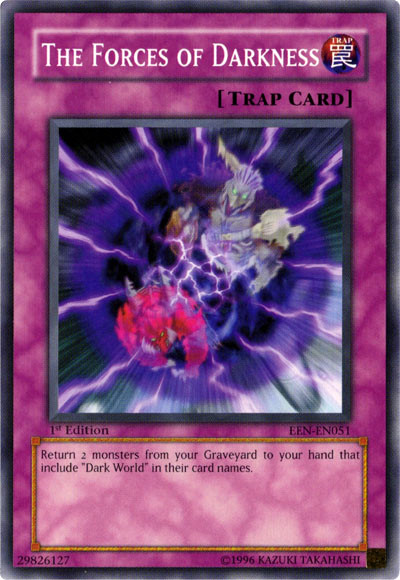 THE FORCES OF DARKNESS
TRAP
罠
[TRAP CARD]
1st Edition
EEN-EN051
Return 2 monsters from your Graveyard to your hand that
include "Dark World" in their card names.
29826127
©1996 KAZUKI TAKAHASHI